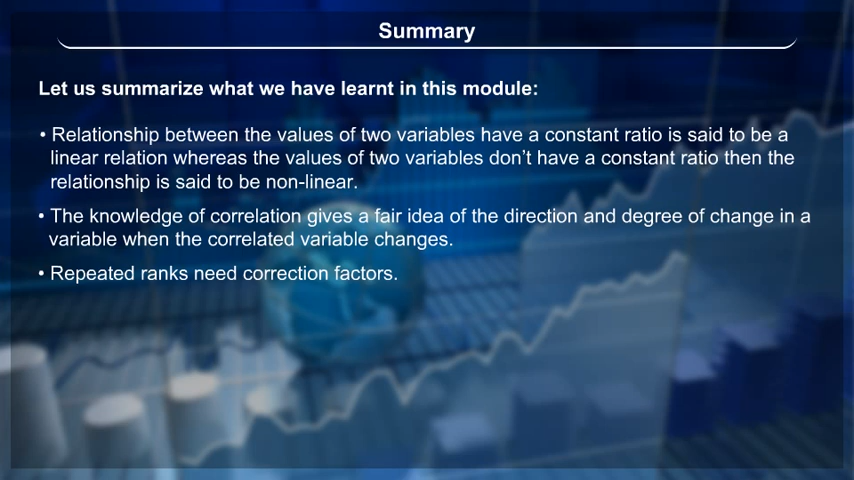 Summary
Let us summarize what we have learnt in this module:
• Relationship between the values of two variables have a constant ratio is said to be a
linear relation whereas the values of two variables don’t have a constant ratio then the
relationship is said to be non-linear.
• The knowledge of correlation gives a fair idea of the direction and degree of change in a
variable when the correlated variable changes.
• Repeated ranks need correction factors.